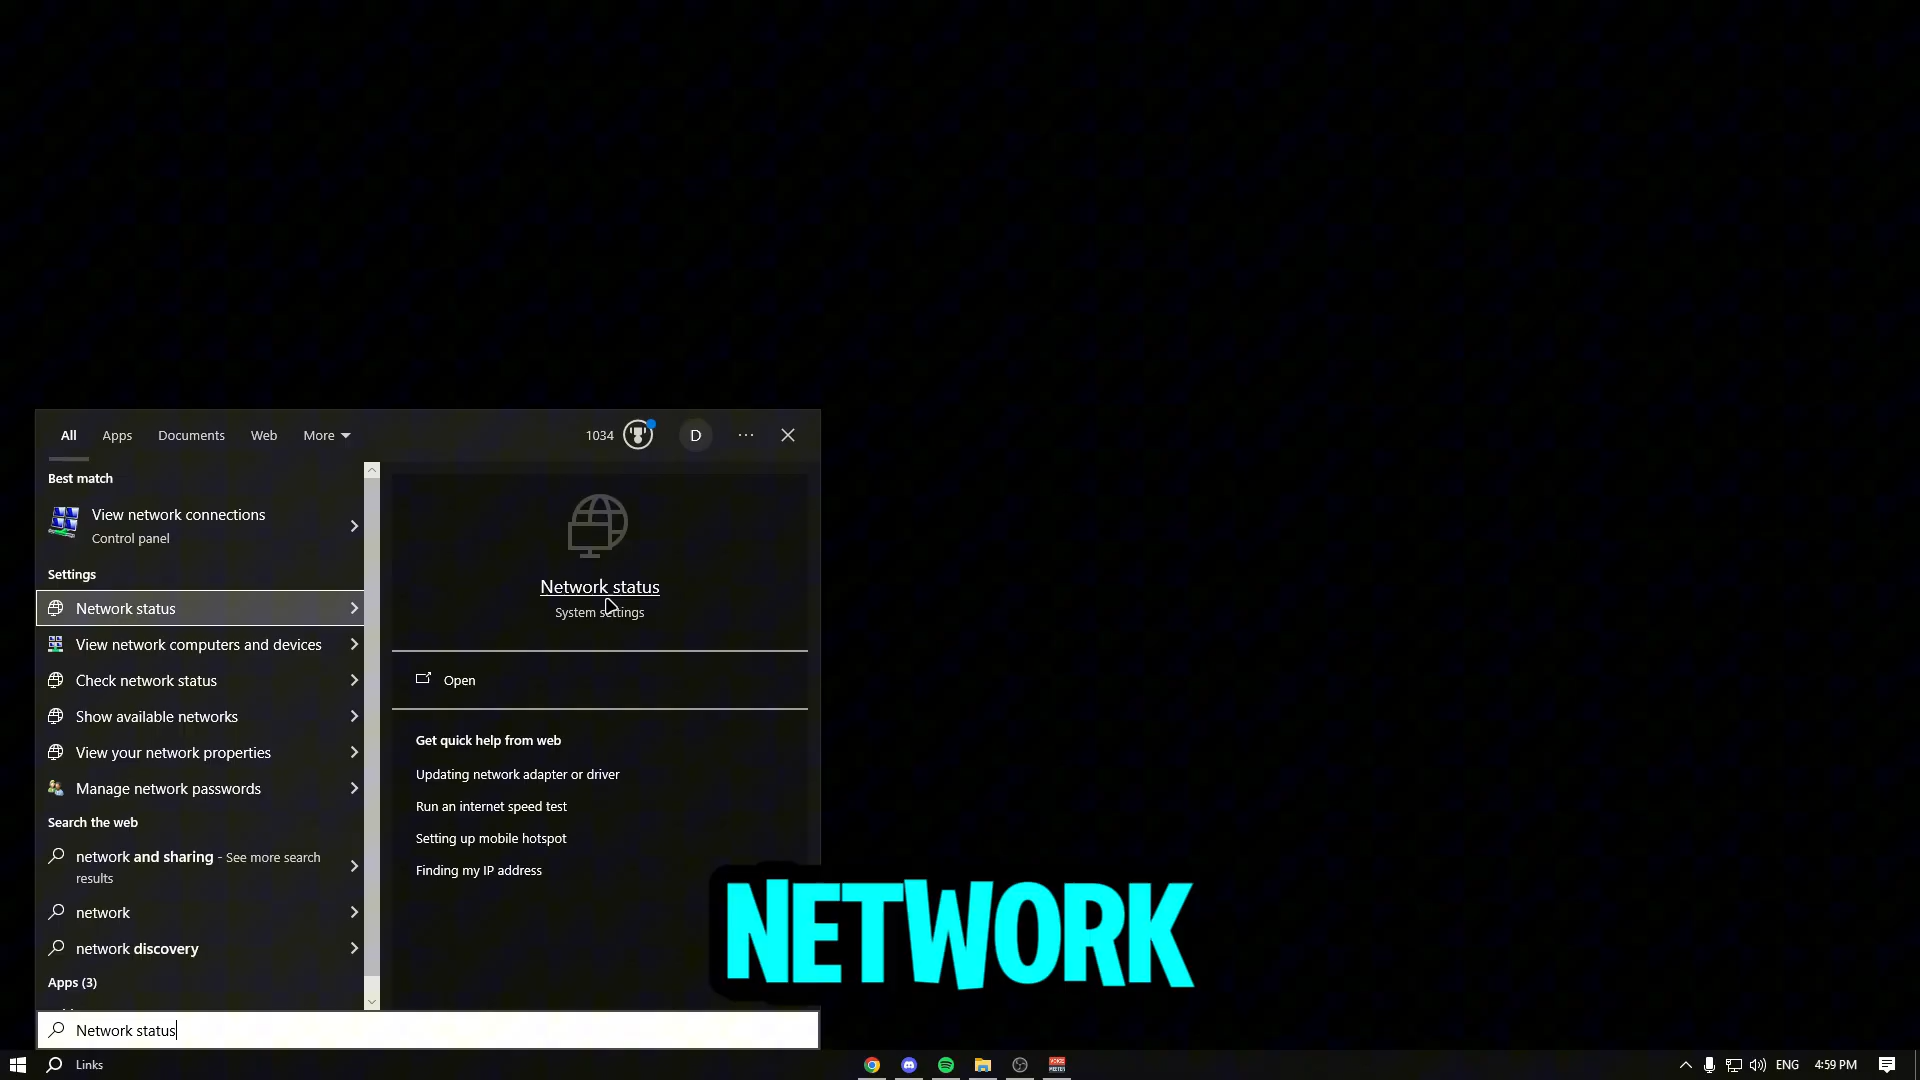 All Apps Documents Web More 1034 D
Best match
View network connections
Control panel
Settings
Network status
View network computers and devices
Check network status
Show available networks
View your network properties
Manage network passwords
Search the web
network and sharing - See more search
results
network
network discovery
Apps (3)
Network status
System settings
Open
Get quick help from web
Updating network adapter or driver
Run an internet speed test
Setting up mobile hotspot
Finding my IP address
NETWORK
Network status
Links
ENG 4:59 PM